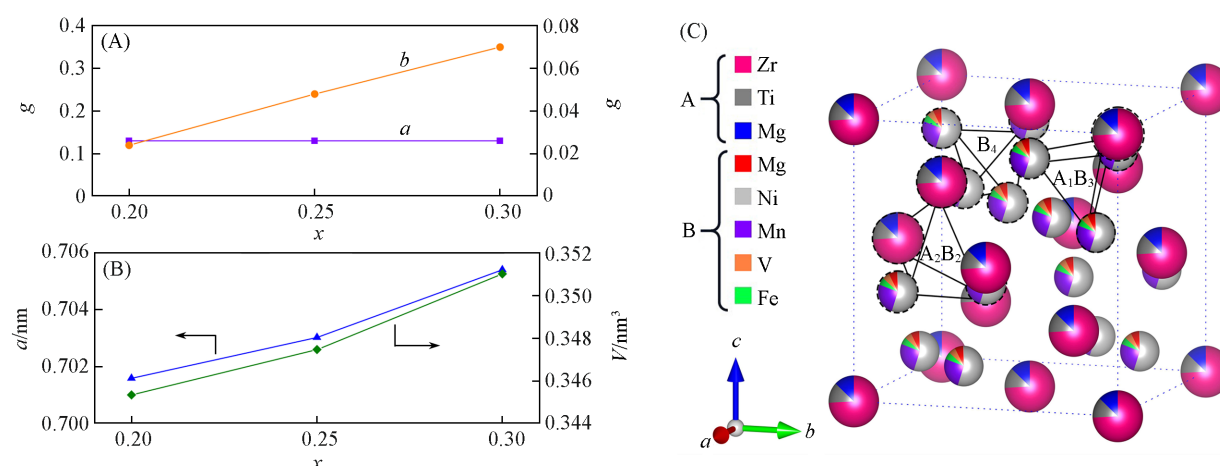 (A)
0.4
0.3
0.2
0.1
0
g
0.08
0.06
0.04
0.02
0
g
b
a
0.20
0.25
0.30
x
(B)
0.706
0.704
0.702
0.700
a/nm
0.352
0.350
0.348
0.346
0.344
V/nm³
0.20
0.25
0.30
x
(C)
A
Zr
Ti
Mg
B
Mg
Ni
Mn
V
Fe
B₄
A₁B₃
A₂B₂
c
a
b